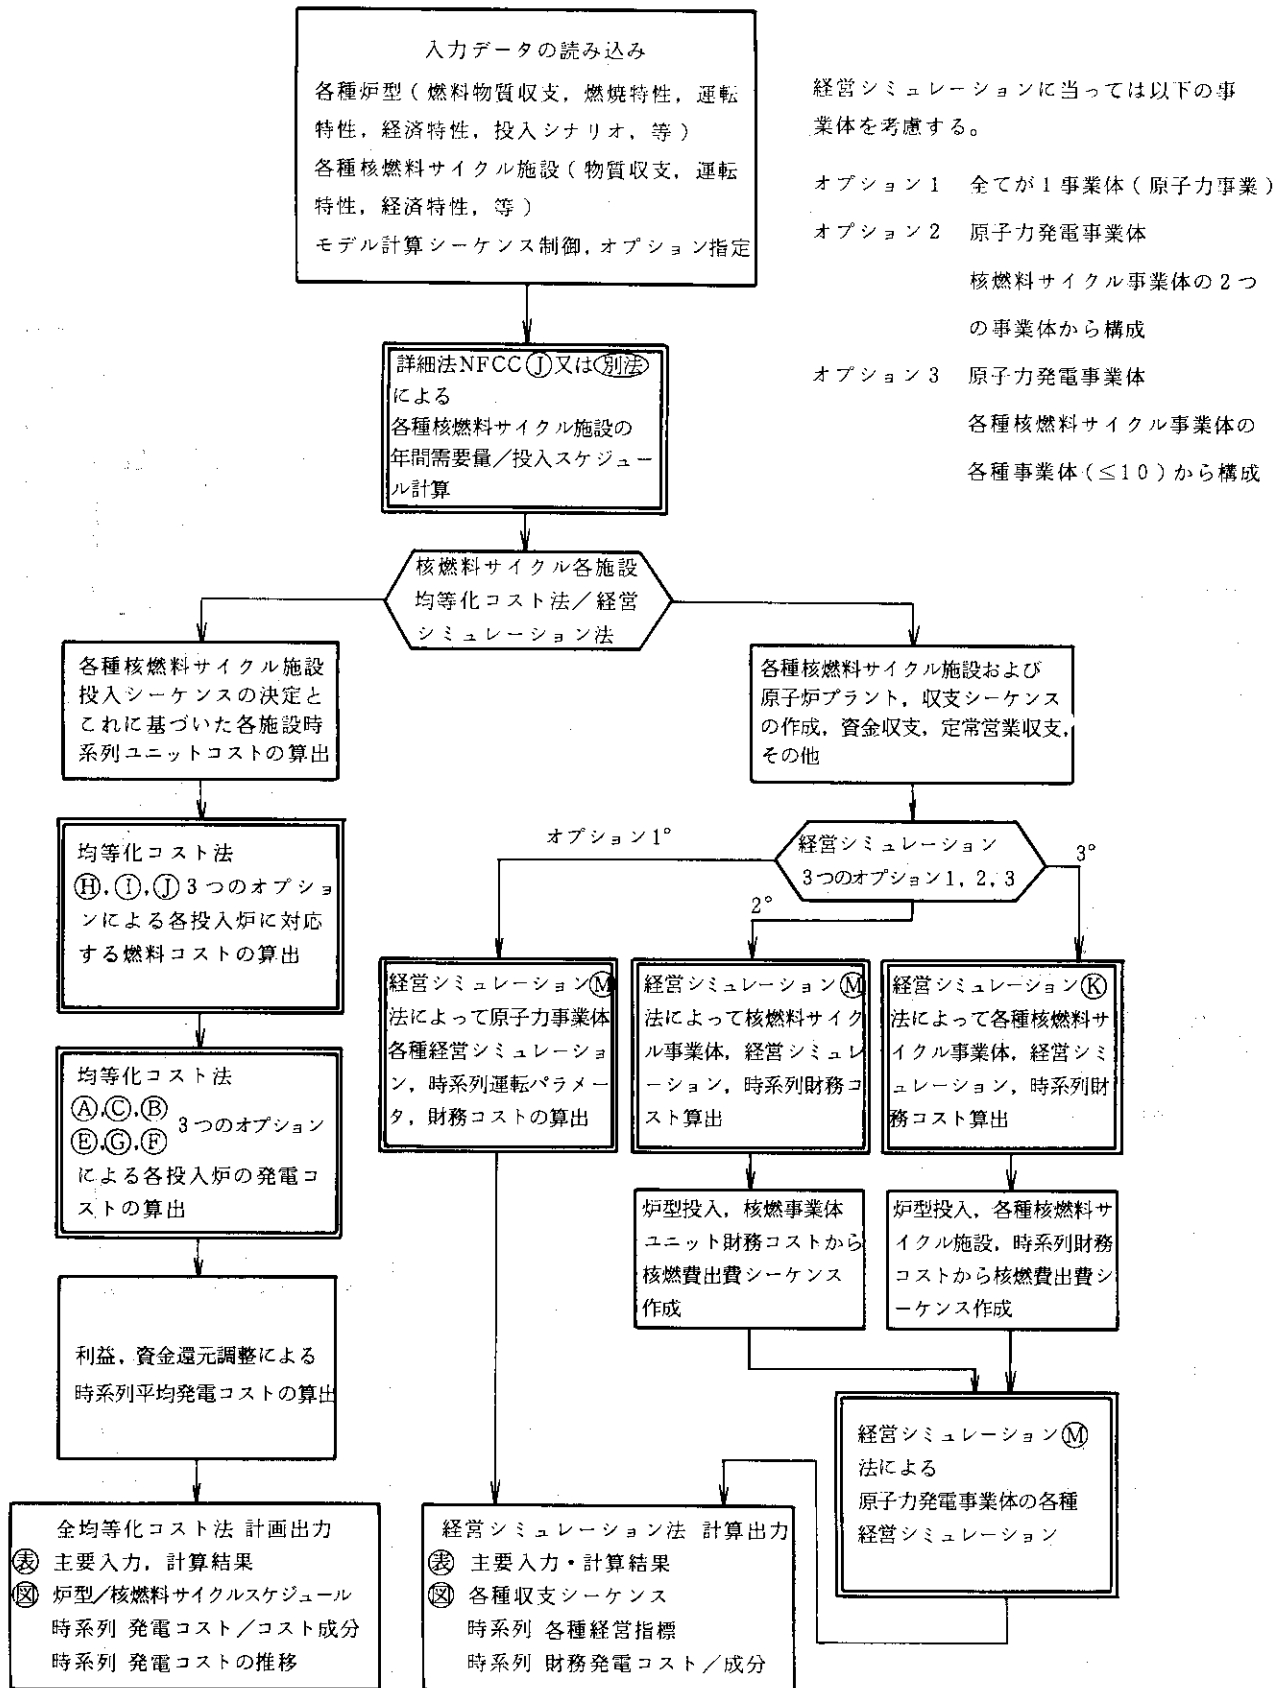 入力データの読み込み
各種炉型(燃料物質収支,燃焼特性,運転
特性,経済特性,投入シナリオ,等)
各種核燃料サイクル施設(物質収支,運転
特性,経済特性,等)
モデル計算シーケンス制御,オプション指定
経営シミュレーションに当っては以下の事
業体を考慮する。
オプション1 全てが1事業体(原子力事業)
オプション2 原子力発電事業体
核燃料サイクル事業体の2つ
の事業体から構成
オプション3 原子力発電事業体
各種核燃料サイクル事業体の
各種事業体(≤10)から構成
詳細法NFCCⒿ又は別法
による
各種核燃料サイクル施設の
年間需要量/投入スケジュー
ル計算
核燃料サイクル各施設
均等化コスト法/経営
シミュレーション法
各種核燃料サイクル施設
投入シーケンスの決定と
これに基づいた各施設時
系列ユニットコストの算出
各種核燃料サイクル施設および
原子炉プラント,収支シーケンス
の作成,資金収支,定常営業収支,
その他
均等化コスト法
Ⓗ,Ⓘ,Ⓙ3つのオプショ
ンによる各投入炉に対応
する燃料コストの算出
オプション1°
経営シミュレーション
3つのオプション1,2,3
2°
3°
均等化コスト法
Ⓐ,Ⓒ,Ⓑ
Ⓔ,Ⓖ,Ⓕ 3つのオプション
による各投入炉の発電コ
ストの算出
経営シミュレーションⓂ
法によって原子力事業体
各種経営シミュレーショ
ン,時系列運転パラメー
タ,財務コストの算出
経営シミュレーションⓂ
法によって核燃料サイク
ル事業体,経営シミュレ
ーション,時系列財務コ
スト算出
経営シミュレーションⓀ
法によって各種核燃料サ
イクル事業体,経営シミ
ュレーション,時系列財
務コスト算出
炉型投入,核燃事業体
ユニット財務コストから
核燃費出費シーケンス
作成
炉型投入,各種核燃料サ
イクル施設,時系列財務
コストから核燃費出費シ
ーケンス作成
利益,資金還元調整による
時系列平均発電コストの算出
経営シミュレーションⓂ
法による
原子力発電事業体の各種
経営シミュレーション
全均等化コスト法 計画出力
㊟表 主要入力,計算結果
図 炉型/核燃料サイクルスケジュール
時系列 発電コスト/コスト成分
時系列 発電コストの推移
経営シミュレーション法 計算出力
表 主要入力・計算結果
図 各種収支シーケンス
時系列 各種経営指標
時系列 財務発電コスト/成分